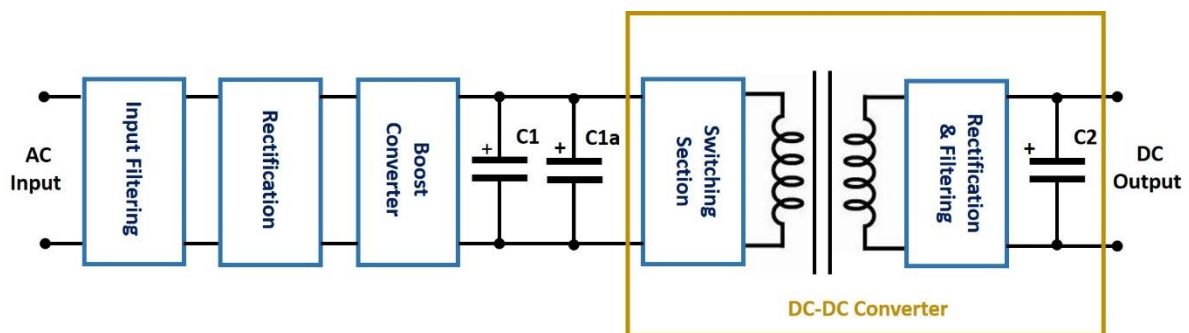 AC
Input
Input Filtering
Rectification
Boost
Converter
+
C1
+
C1a
Switching
Section
Rectification
& Filtering
+
C2
DC
Output
DC-DC Converter